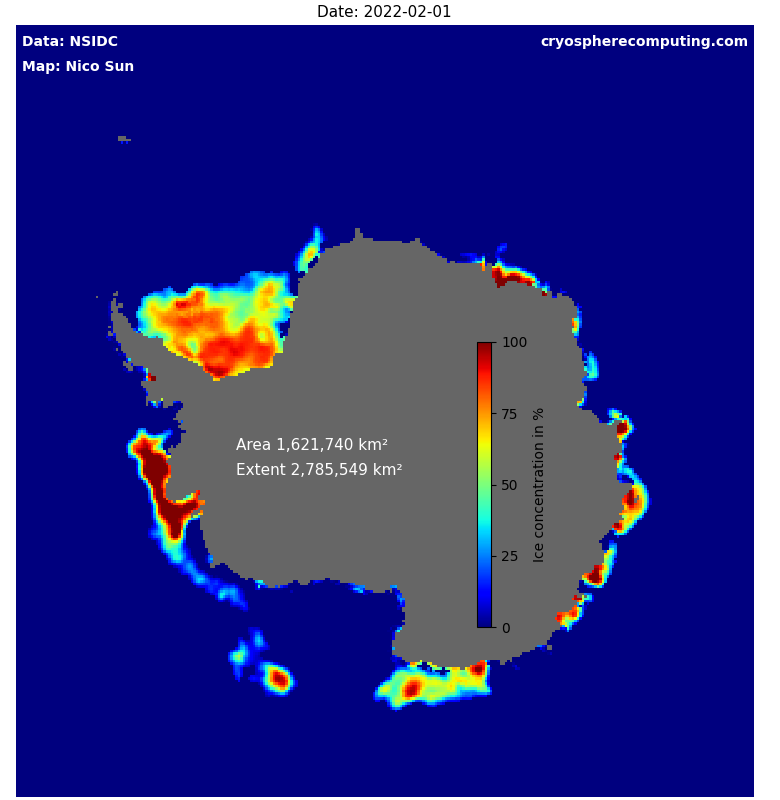 Date: 2022-02-01
Data: NSIDC
cryospherecomputing.com
Map: Nico Sun
100
75
50
25
0
Ice concentration in %
Area 1,621,740 km²
Extent 2,785,549 km²